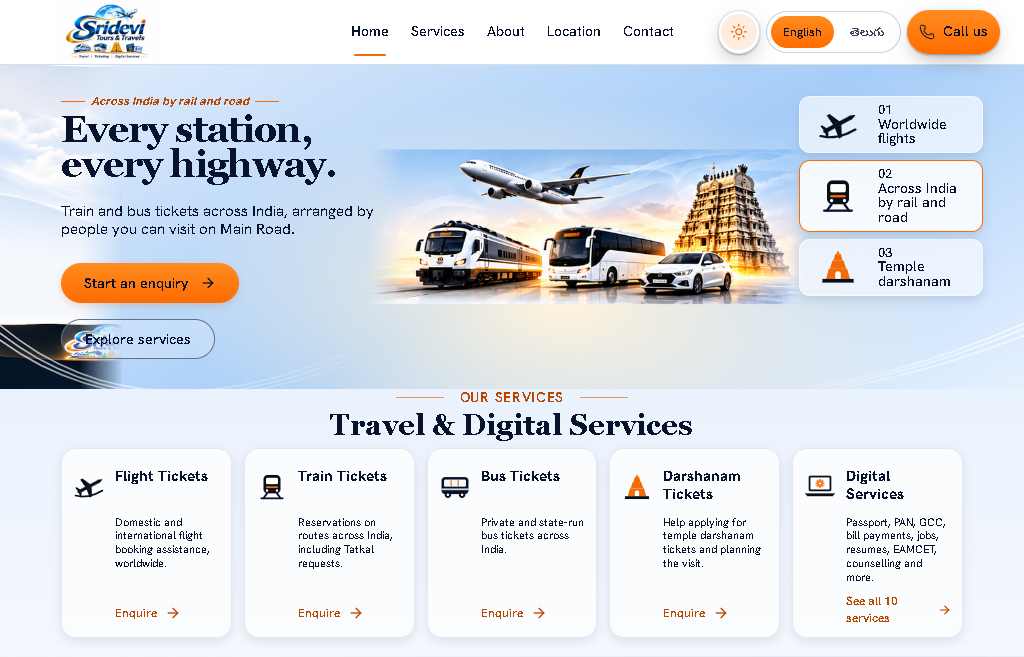 Sridevi
Tours & Travels
Home
Services
About
Location
Contact
English
తెలుగు
Call us
Across India by rail and road
Every station,
every highway.
Train and bus tickets across India, arranged by
people you can visit on Main Road.
Start an enquiry
Explore services
01
Worldwide
flights
02
Across India
by rail and
road
03
Temple
darshanam
OUR SERVICES
Travel & Digital Services
Flight Tickets
Domestic and
international flight
booking assistance,
worldwide.
Enquire
Train Tickets
Reservations on
routes across India,
including Tatkal
requests.
Enquire
Bus Tickets
Private and state-run
bus tickets across
India.
Enquire
Darshanam
Tickets
Help applying for
temple darshanam
tickets and planning
the visit.
Enquire
Digital
Services
Passport, PAN, GCC,
bill payments, jobs,
resumes, EAMCET,
counselling and
more.
See all 10
services